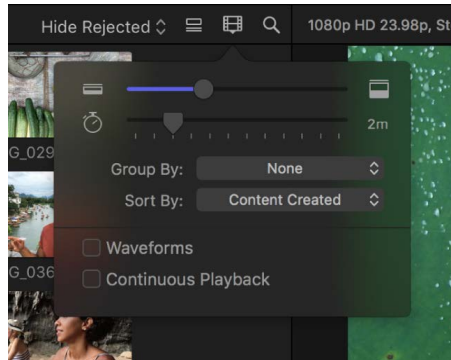 Hide Rejected
1080p HD 23.98p, St
2m
G_029
Group By: None
Sort By: Content Created
Waveforms
G_036
Continuous Playback